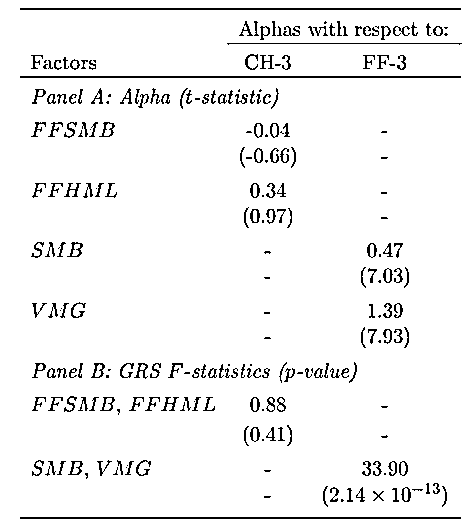 Alphas with respect to:
Factors CH-3 FF-3
Panel A: Alpha (t-statistic)
FFSMB -0.04 -
(-0.66) -
FFHML 0.34 -
(0.97) -
SMB - 0.47
- (7.03)
VMG - 1.39
- (7.93)
Panel B: GRS F-statistics (p-value)
FFSMB, FFHML 0.88 -
(0.41) -
SMB, VMG - 33.90
- (2.14 × 10⁻¹³)